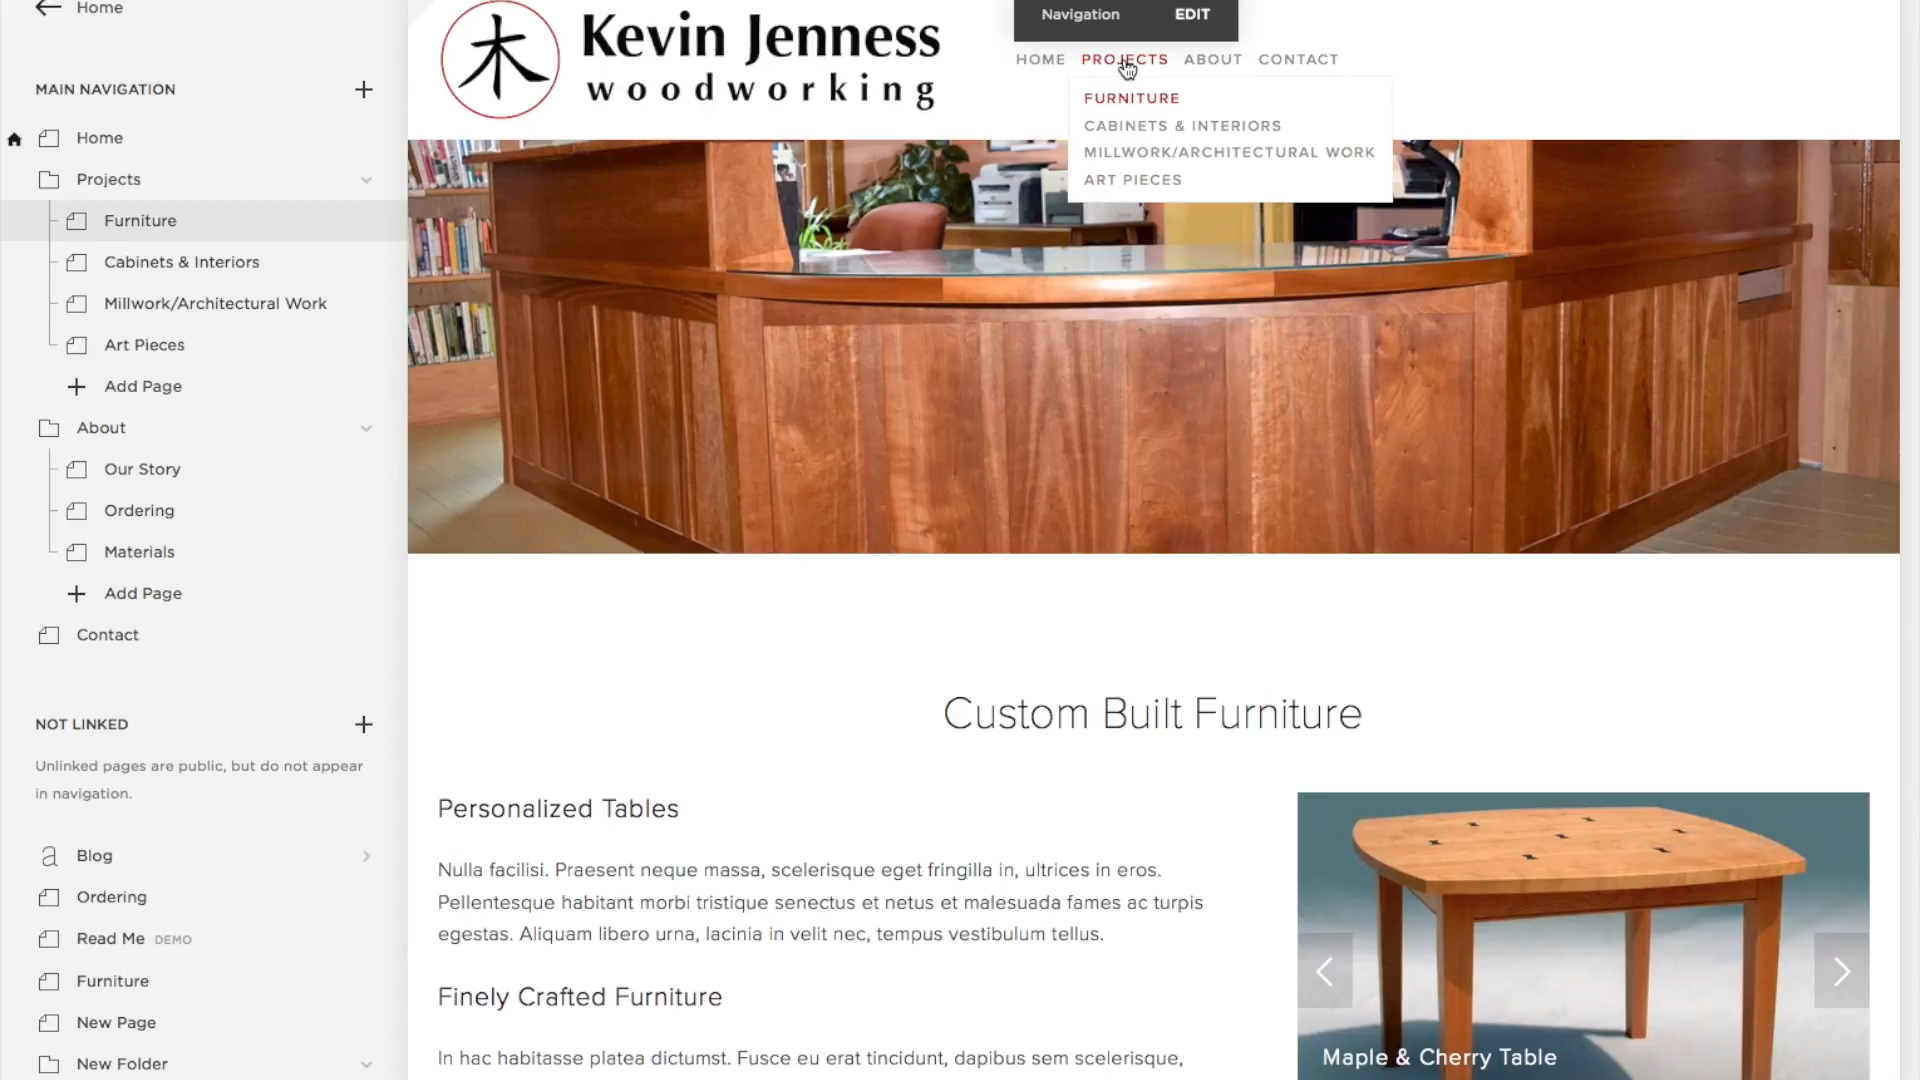 Home
MAIN NAVIGATION
Home
Projects
Furniture
Cabinets & Interiors
Millwork/Architectural Work
Art Pieces
Add Page
About
Our Story
Ordering
Materials
Add Page
Contact
NOT LINKED
Unlinked pages are public, but do not appear
in navigation.
Blog
Ordering
Read Me DEMO
Furniture
New Page
New Folder
木
Kevin Jenness
woodworking
Navigation EDIT
HOME PROJECTS ABOUT CONTACT
FURNITURE
CABINETS & INTERIORS
MILLWORK/ARCHITECTURAL WORK
ART PIECES
Custom Built Furniture
Personalized Tables
Nulla facilisi. Praesent neque massa, scelerisque eget fringilla in, ultrices in eros.
Pellentesque habitant morbi tristique senectus et netus et malesuada fames ac turpis
egestas. Aliquam libero urna, lacinia in velit nec, tempus vestibulum tellus.
Finely Crafted Furniture
In hac habitasse platea dictumst. Fusce eu erat tincidunt, dapibus sem scelerisque,
Maple & Cherry Table